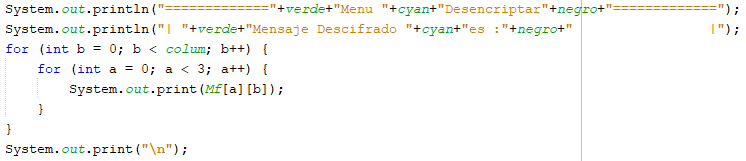 System.out.println("============="+verde+"Menu "+cyan+"Desencriptar"+negro+"=============");
System.out.println("| "+verde+"Mensaje Descifrado "+cyan+"es :"+negro+"                 |");
for (int b = 0; b < colum; b++) {
    for (int a = 0; a < 3; a++) {
        System.out.print(Mf[a][b]);
    }
}
System.out.print("\n");